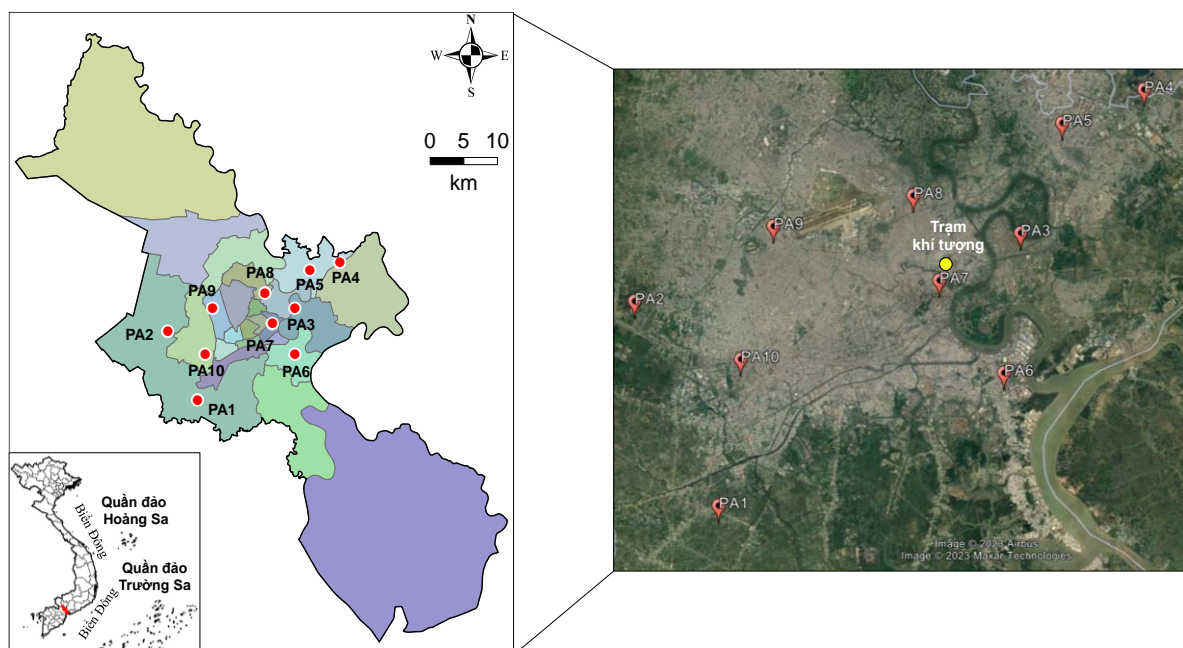 N
W
E
S
0 5 10
km
PA8
PA5
PA4
PA9
PA2
PA3
PA7
PA10
PA6
PA1
Quần đảo
Hoàng Sa
Biển Đông
Quần đảo
Trường Sa
Biển Đông
PA4
PA5
PA8
PA9
Trạm
khí tượng
PA3
PA7
PA2
PA10
PA6
PA1
Image © 2023 Airbus
Image © 2023 Maxar Technologies